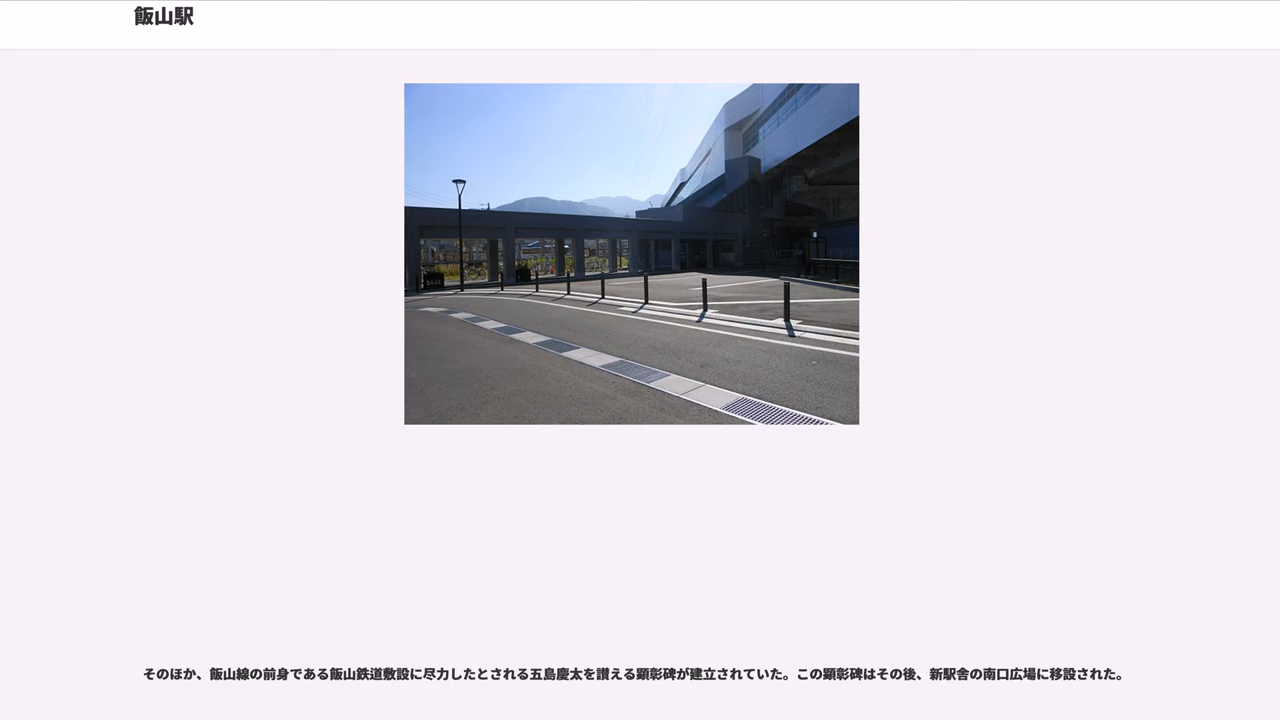 飯山駅
そのほか、飯山線の前身である飯山鉄道敷設に尽力したとされる五島慶太を讃える顕彰碑が建立されていた。この顕彰碑はその後、新駅舎の南口広場に移設された。